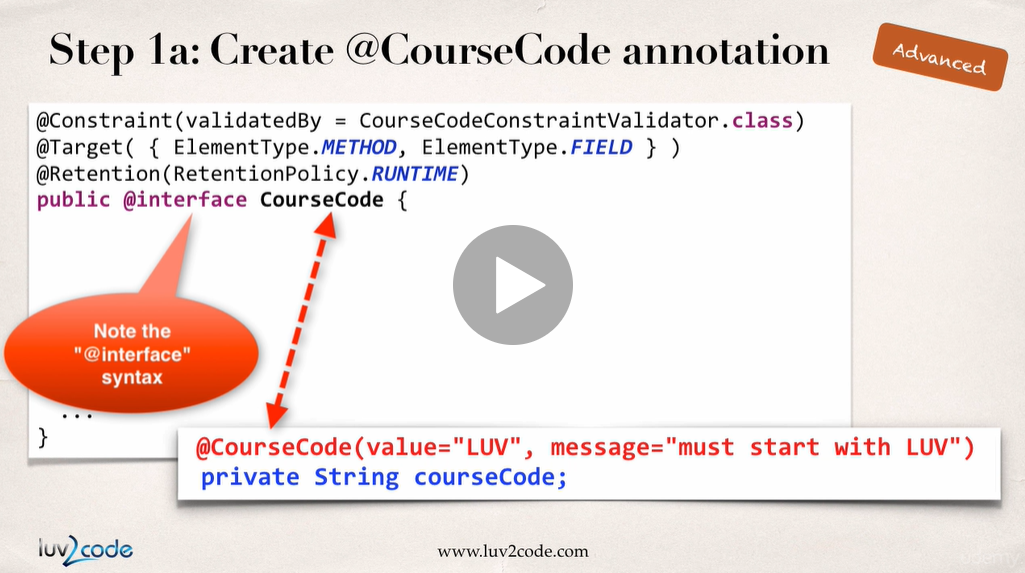 Step 1a: Create @CourseCode annotation
Advanced
@Constraint(validatedBy = CourseCodeConstraintValidator.class)
@Target( { ElementType.METHOD, ElementType.FIELD } )
@Retention(RetentionPolicy.RUNTIME)
public @interface CourseCode {
Note the
"@interface"
syntax
...
}
@CourseCode(value="LUV", message="must start with LUV")
private String courseCode;
luv2code
www.luv2code.com
udemy